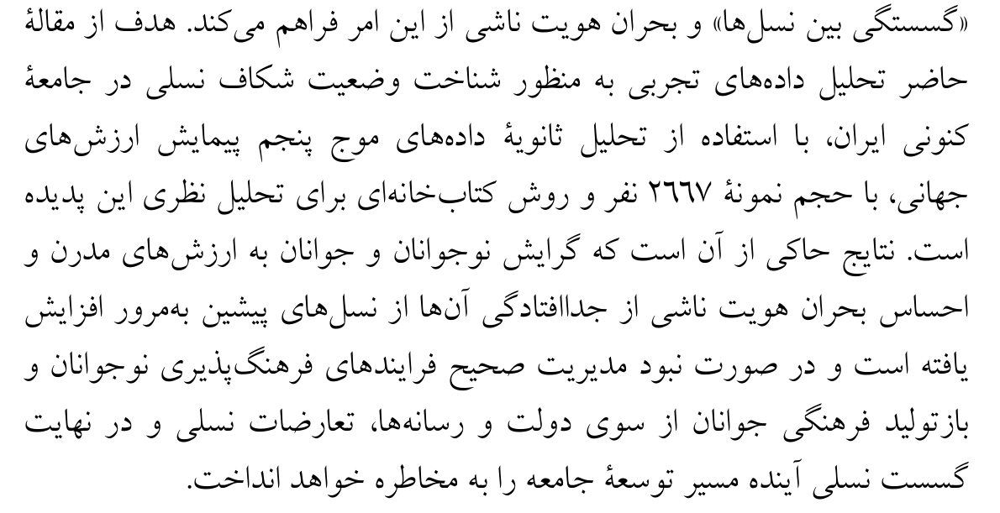 «گسستگی بین نسل‌ها» و بحران هویت ناشی از این امر فراهم می‌کند. هدف از مقالۀ
حاضر تحلیل داده‌های تجربی به منظور شناخت وضعیت شکاف نسلی در جامعۀ
کنونی ایران، با استفاده از تحلیل ثانویۀ داده‌های موج پنجم پیمایش ارزش‌های
جهانی، با حجم نمونۀ ۲۶۶۷ نفر و روش کتاب‌خانه‌ای برای تحلیل نظری این پدیده
است. نتایج حاکی از آن است که گرایش نوجوانان و جوانان به ارزش‌های مدرن و
احساس بحران هویت ناشی از جداافتادگی آن‌ها از نسل‌های پیشین به‌مرور افزایش
یافته است و در صورت نبود مدیریت صحیح فرایندهای فرهنگ‌پذیری نوجوانان و
بازتولید فرهنگی جوانان از سوی دولت و رسانه‌ها، تعارضات نسلی و در نهایت
گسست نسلی آینده مسیر توسعۀ جامعه را به مخاطره خواهد انداخت.